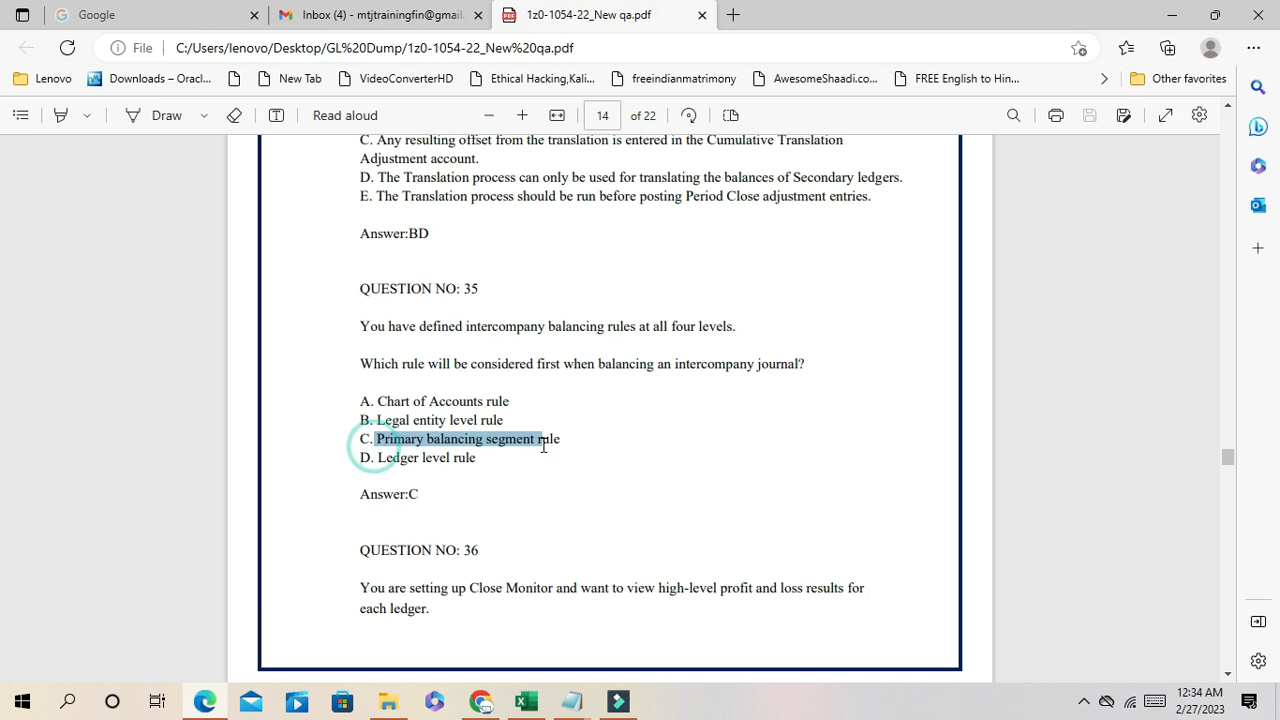 Google
Inbox (4) - mtjtrainingfin@gmail
1z0-1054-22_New qa.pdf
File
C:/Users/lenovo/Desktop/GL%20Dump/1z0-1054-22_New%20qa.pdf
Lenovo
Downloads – Oracl...
New Tab
VideoConverterHD
Ethical Hacking,Kali...
freeindianmatrimuny
AwesomeShaadi.co...
FREE English to Hin...
Other favorites
Draw
Read aloud
14
of 22
C. Any resulting offset from the translation is entered in the Cumulative Translation
Adjustment account.
D. The Translation process can only be used for translating the balances of Secondary ledgers.
E. The Translation process should be run before posting Period Close adjustment entries.
Answer:BD
QUESTION NO: 35
You have defined intercompany balancing rules at all four levels.
Which rule will be considered first when balancing an intercompany journal?
A. Chart of Accounts rule
B. Legal entity level rule
C. Primary balancing segment rule
D. Ledger level rule
Answer:C
QUESTION NO: 36
You are setting up Close Monitor and want to view high-level profit and loss results for
each ledger.
12:34 AM
2/27/2023